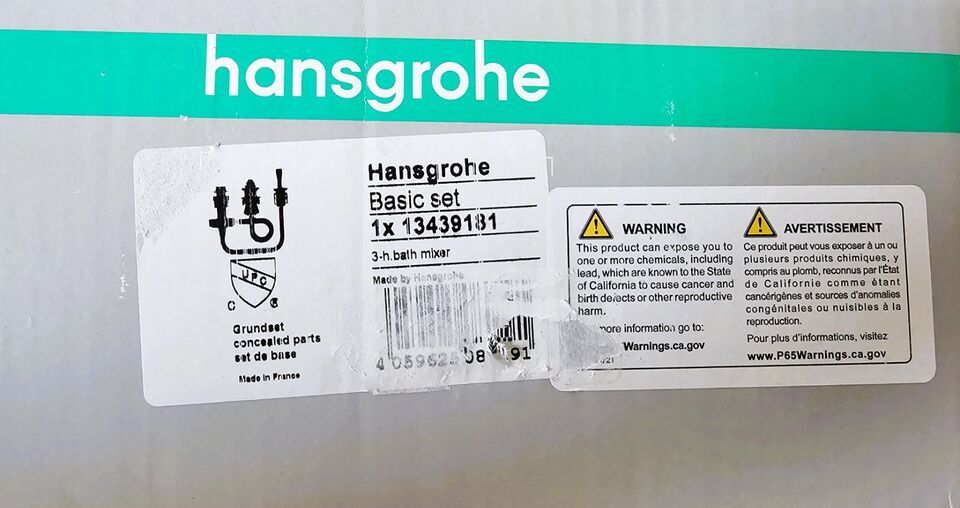 hansgrohe
Hansgrohe
Basic set
1x 13439181
3-h.bath mixer
Made by Hansgrohe
UPC
C ®
Grundset
concealed parts
set de base
Made in France
4 059625 08 191
WARNING
This product can expose you to
one or more chemicals, including
lead, which are known to the State
of California to cause cancer and
birth defects or other reproductive
harm.
more information go to:
Warnings.ca.gov
AVERTISSEMENT
Ce produit peut vous exposer à un ou
plusieurs produits chimiques, y
compris au plomb, reconnus par l'État
de Californie comme étant
cancérigènes et sources d'anomalies
congénitales ou nuisibles à la
reproduction.
Pour plus d'informations, visitez
www.P65Warnings.ca.gov